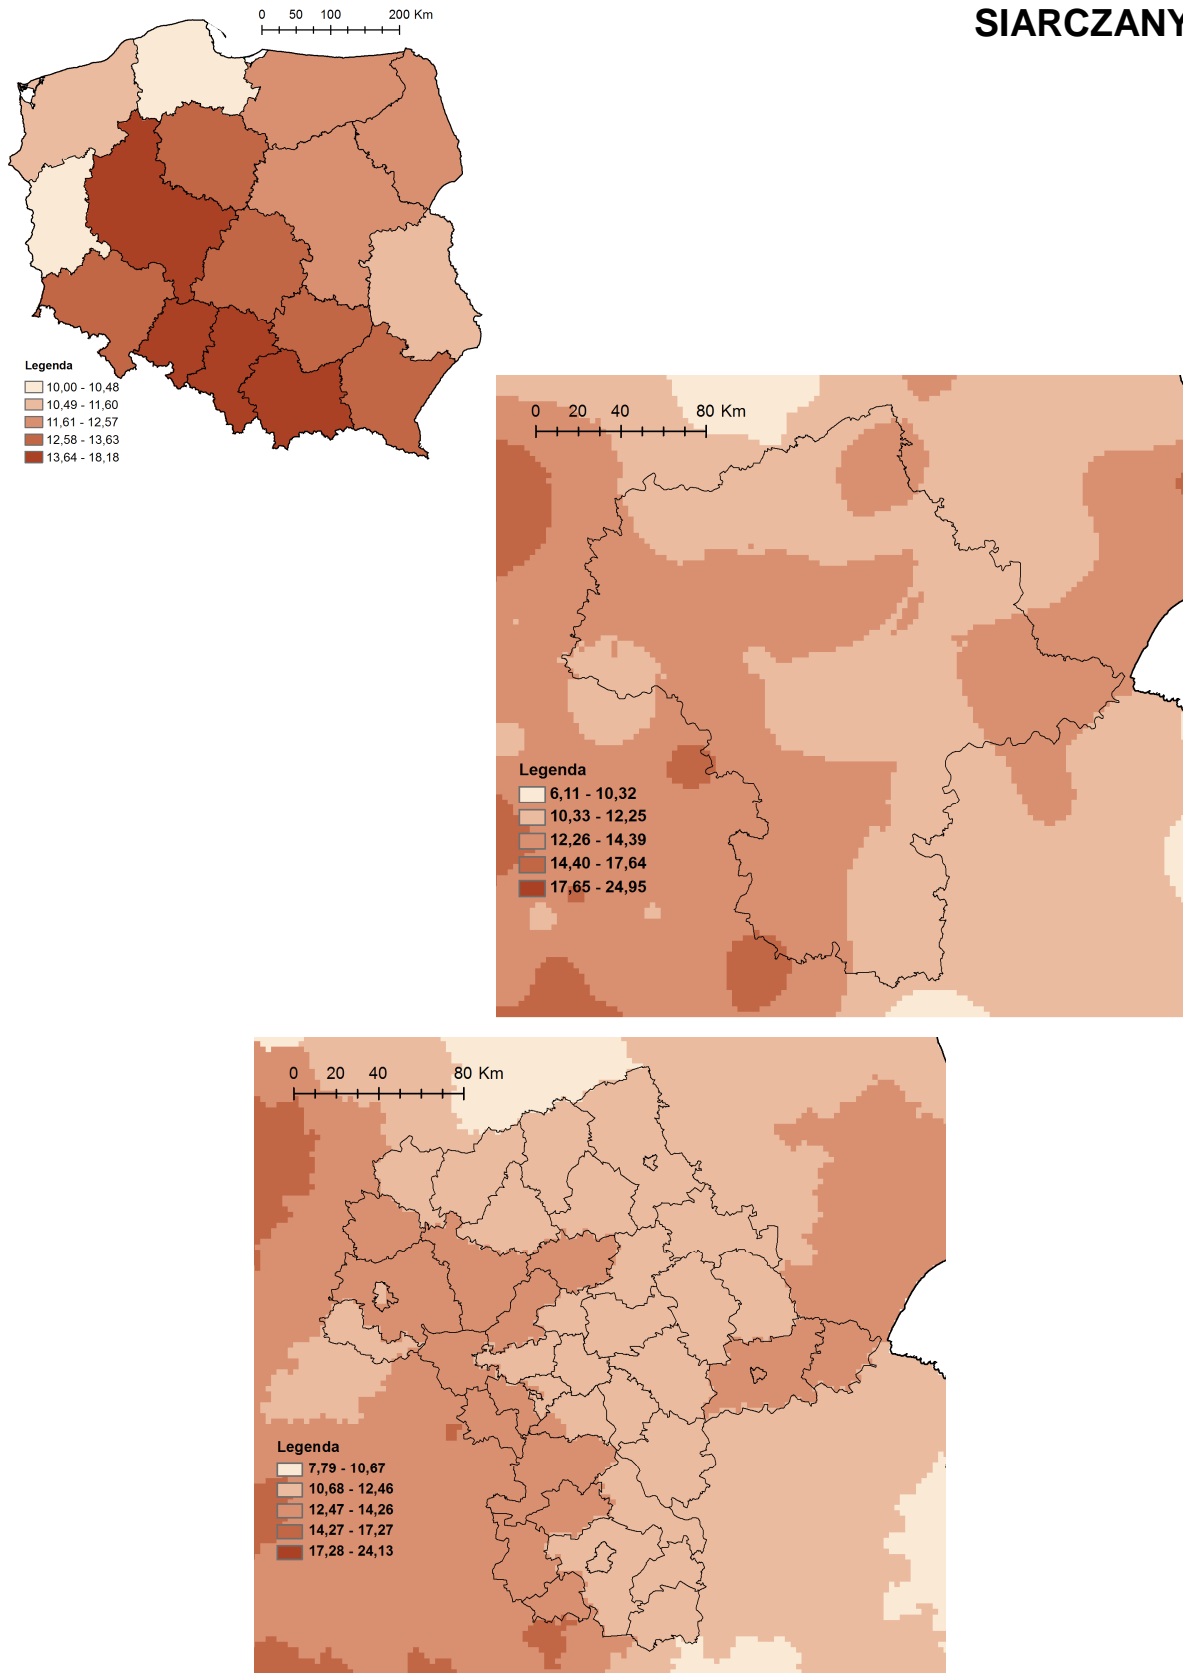 SIARCZANY
0 50 100 200 Km
Legenda
10,00 - 10,48
10,49 - 11,60
11,61 - 12,57
12,58 - 13,63
13,64 - 18,18
0 20 40 80 Km
Legenda
6,11 - 10,32
10,33 - 12,25
12,26 - 14,39
14,40 - 17,64
17,65 - 24,95
0 20 40 80 Km
Legenda
7,79 - 10,67
10,68 - 12,46
12,47 - 14,26
14,27 - 17,27
17,28 - 24,13